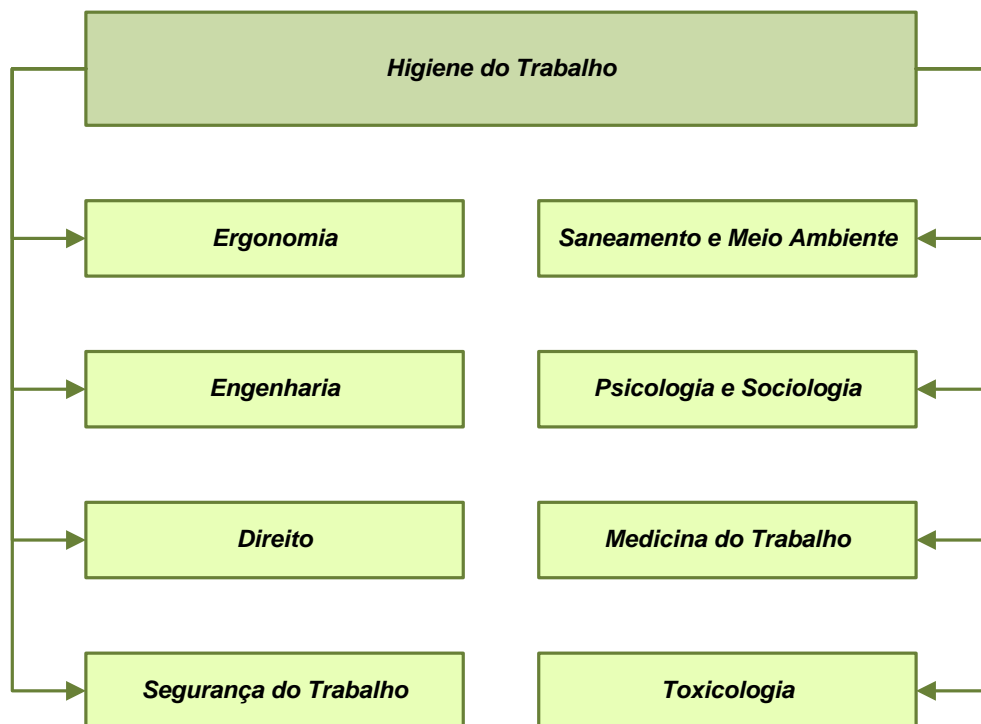 Higiene do Trabalho
Ergonomia
Saneamento e Meio Ambiente
Engenharia
Psicologia e Sociologia
Direito
Medicina do Trabalho
Segurança do Trabalho
Toxicologia